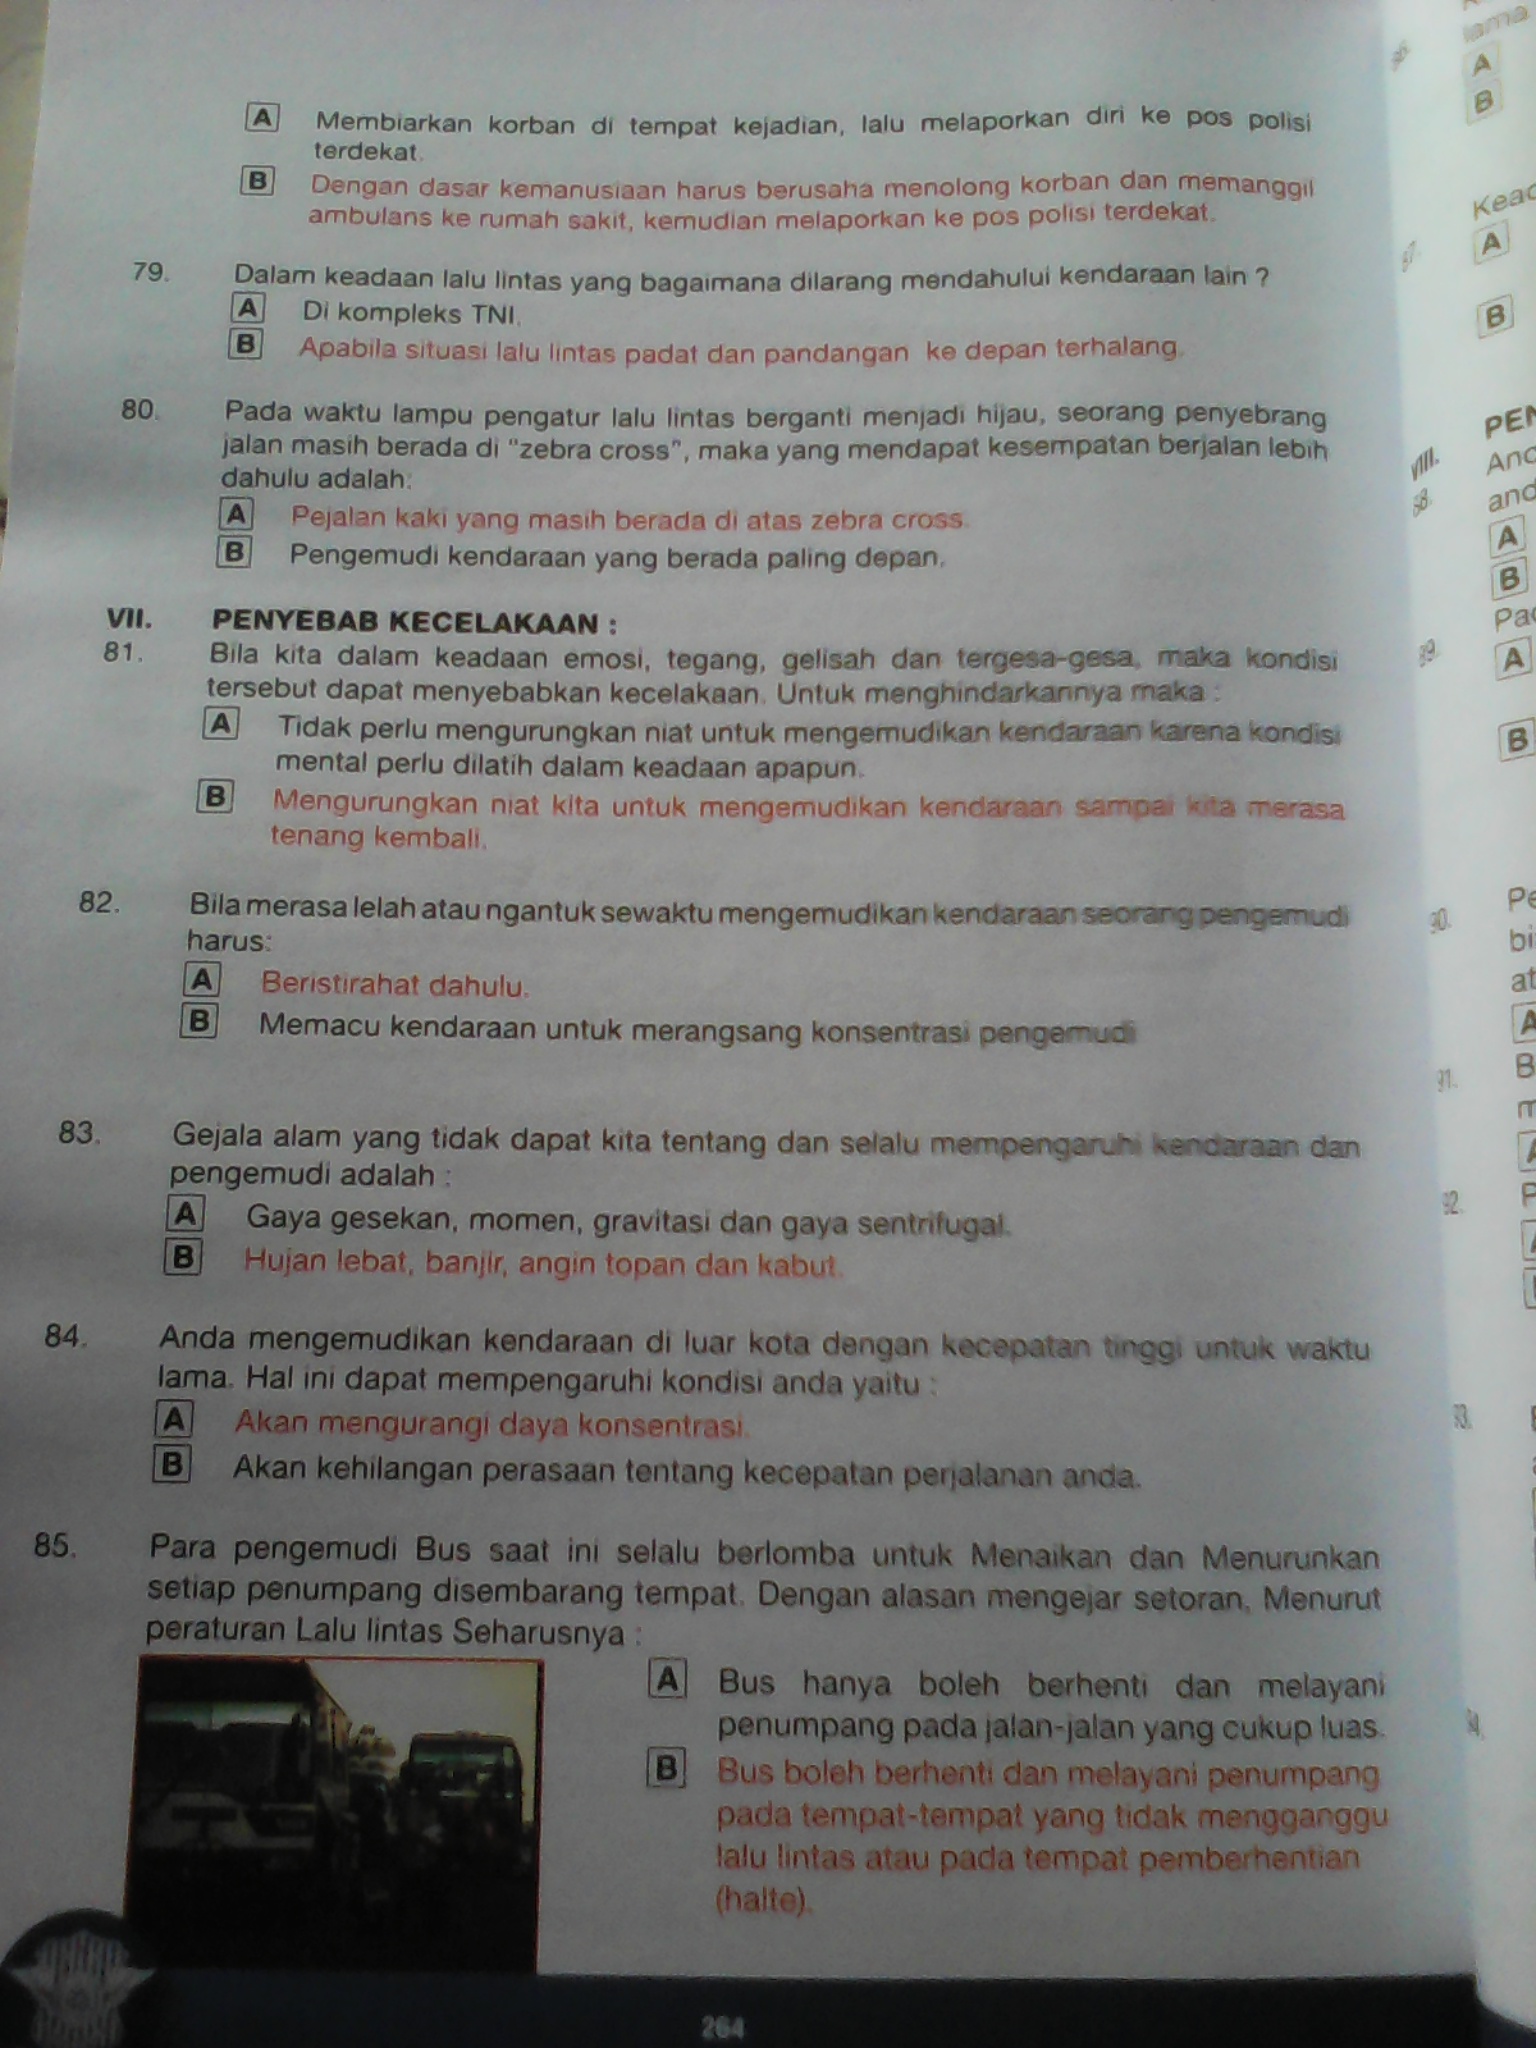 A Membiarkan korban di tempat kejadian, lalu melaporkan diri ke pos polisi
terdekat.
B Dengan dasar kemanusiaan harus berusaha menolong korban dan memanggil
ambulans ke rumah sakit, kemudian melaporkan ke pos polisi terdekat.
79. Dalam keadaan lalu lintas yang bagaimana dilarang mendahului kendaraan lain ?
A Di kompleks TNI.
B Apabila situasi lalu lintas padat dan pandangan ke depan terhalang.
80. Pada waktu lampu pengatur lalu lintas berganti menjadi hijau, seorang penyebrang
jalan masih berada di "zebra cross", maka yang mendapat kesempatan berjalan lebih
dahulu adalah:
A Pejalan kaki yang masih berada di atas zebra cross.
B Pengemudi kendaraan yang berada paling depan.
VII. PENYEBAB KECELAKAAN :
81. Bila kita dalam keadaan emosi, tegang, gelisah dan tergesa-gesa, maka kondisi
tersebut dapat menyebabkan kecelakaan. Untuk menghindarkannya maka :
A Tidak perlu mengurungkan niat untuk mengemudikan kendaraan karena kondisi
mental perlu dilatih dalam keadaan apapun.
B Mengurungkan niat kita untuk mengemudikan kendaraan sampai kita merasa
tenang kembali.
82. Bila merasa lelah atau ngantuk sewaktu mengemudikan kendaraan seorang pengemudi
harus:
A Beristirahat dahulu.
B Memacu kendaraan untuk merangsang konsentrasi pengemudi
83. Gejala alam yang tidak dapat kita tentang dan selalu mempengaruhi kendaraan dan
pengemudi adalah :
A Gaya gesekan, momen, gravitasi dan gaya sentrifugal.
B Hujan lebat, banjir, angin topan dan kabut.
84. Anda mengemudikan kendaraan di luar kota dengan kecepatan tinggi untuk waktu
lama. Hal ini dapat mempengaruhi kondisi anda yaitu :
A Akan mengurangi daya konsentrasi.
B Akan kehilangan perasaan tentang kecepatan perjalanan anda.
85. Para pengemudi Bus saat ini selalu berlomba untuk Menaikan dan Menurunkan
setiap penumpang disembarang tempat. Dengan alasan mengejar setoran, Menurut
peraturan Lalu lintas Seharusnya :
A Bus hanya boleh berhenti dan melayani
penumpang pada jalan-jalan yang cukup luas.
B Bus boleh berhenti dan melayani penumpang
pada tempat-tempat yang tidak mengganggu
lalu lintas atau pada tempat pemberhentian
(halte).
264
lama
A
B
A
B
VIII.
88.
A
B
89.
A
B
90.
A
91.
92.